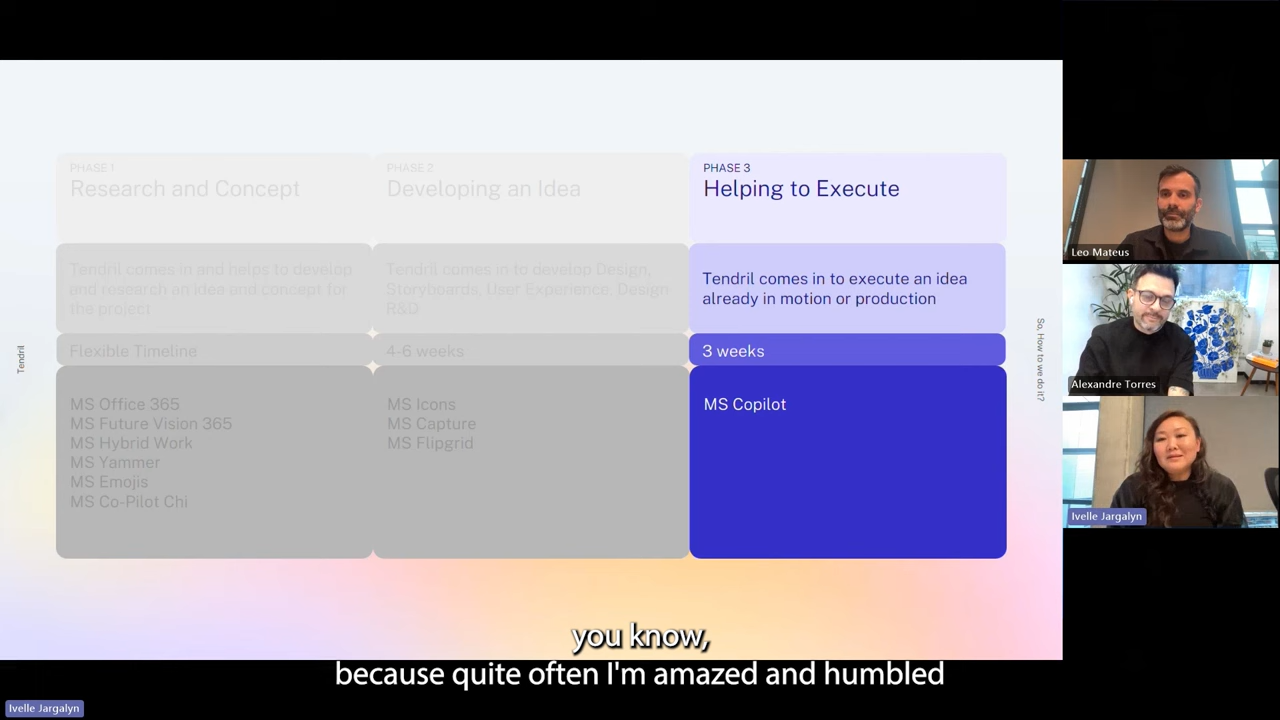 PHASE 1
Research and Concept
Tendril comes in and helps to develop
and research an idea and concept for
the project
Flexible Timeline
MS Office 365
MS Future Vision 365
MS Hybrid Work
MS Yammer
MS Emojis
MS Co-Pilot Chi
PHASE 2
Developing an Idea
Tendril comes in to develop Design,
Storyboards, User Experience, Design
R&D
4-6 weeks
MS Icons
MS Capture
MS Flipgrid
PHASE 3
Helping to Execute
Tendril comes in to execute an idea
already in motion or production
3 weeks
MS Copilot
Tendril
So, How to we do it?
Leo Mateus
Alexandre Torres
Ivelle Jargalyn
you know,
because quite often I'm amazed and humbled
Ivelle Jargalyn